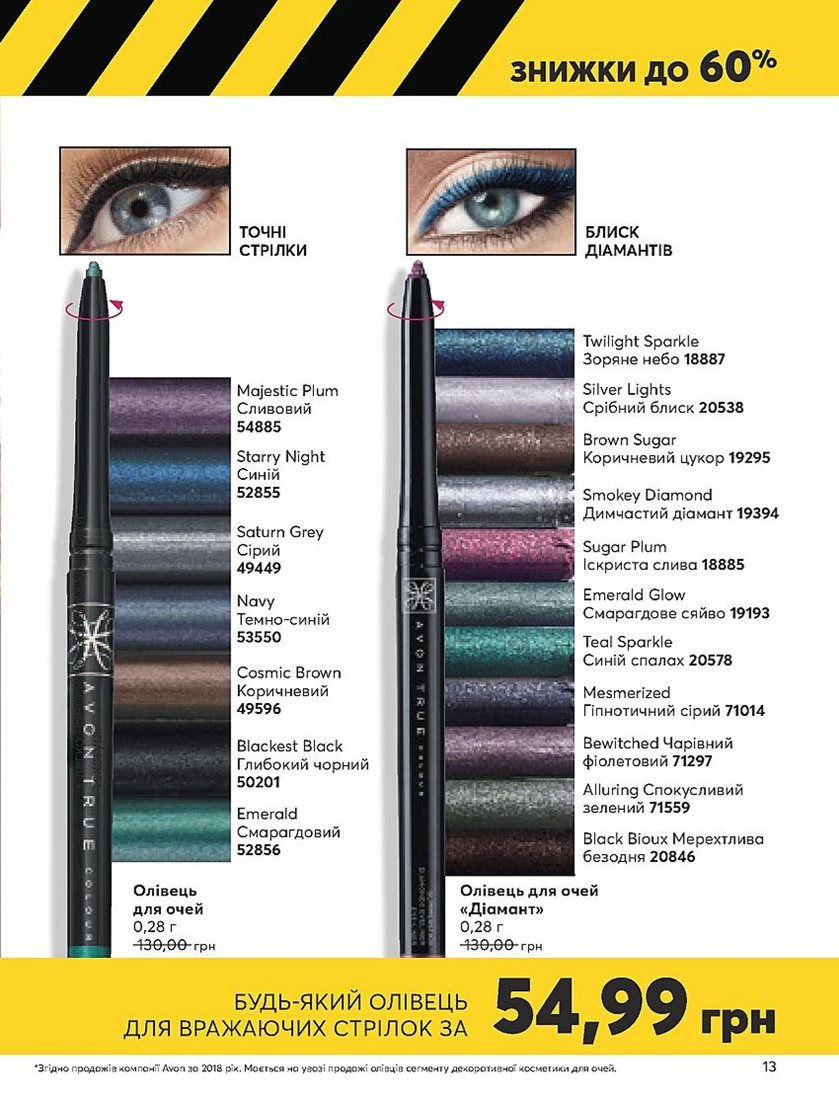 ЗНИЖКИ ДО 60%
ТОЧНІ
СТРІЛКИ
Majestic Plum
Сливовий
54885
Starry Night
Синій
52855
Saturn Grey
Сірий
49449
Navy
Темно-синій
53550
Cosmic Brown
Коричневий
49596
Blackest Black
Глибокий чорний
50201
Emerald
Смарагдовий
52856
AVON TRUE
COLOUR
Олівець
для очей
0,28 г
130,00 грн
БЛИСК
ДІАМАНТІВ
Twilight Sparkle
Зоряне небо 18887
Silver Lights
Срібний блиск 20538
Brown Sugar
Коричневий цукор 19295
Smokey Diamond
Димчастий діамант 19394
Sugar Plum
Іскриста слива 18885
Emerald Glow
Смарагдове сяйво 19193
Teal Sparkle
Синій спалах 20578
Mesmerized
Гіпнотичний сірий 71014
Bewitched Чарівний
фіолетовий 71297
Alluring Спокусливий
зелений 71559
Black Bioux Мерехтлива
безодня 20846
AVON TRUE
COLOUR
Олівець для очей
«Діамант»
0,28 г
130,00 грн
БУДЬ-ЯКИЙ ОЛІВЕЦЬ
ДЛЯ ВРАЖАЮЧИХ СТРІЛОК ЗА
54,99 грн
*Згідно продажів компанії Avon за 2018 рік. Мається на увазі продажі олівців сегменту декоративної косметики для очей.
13